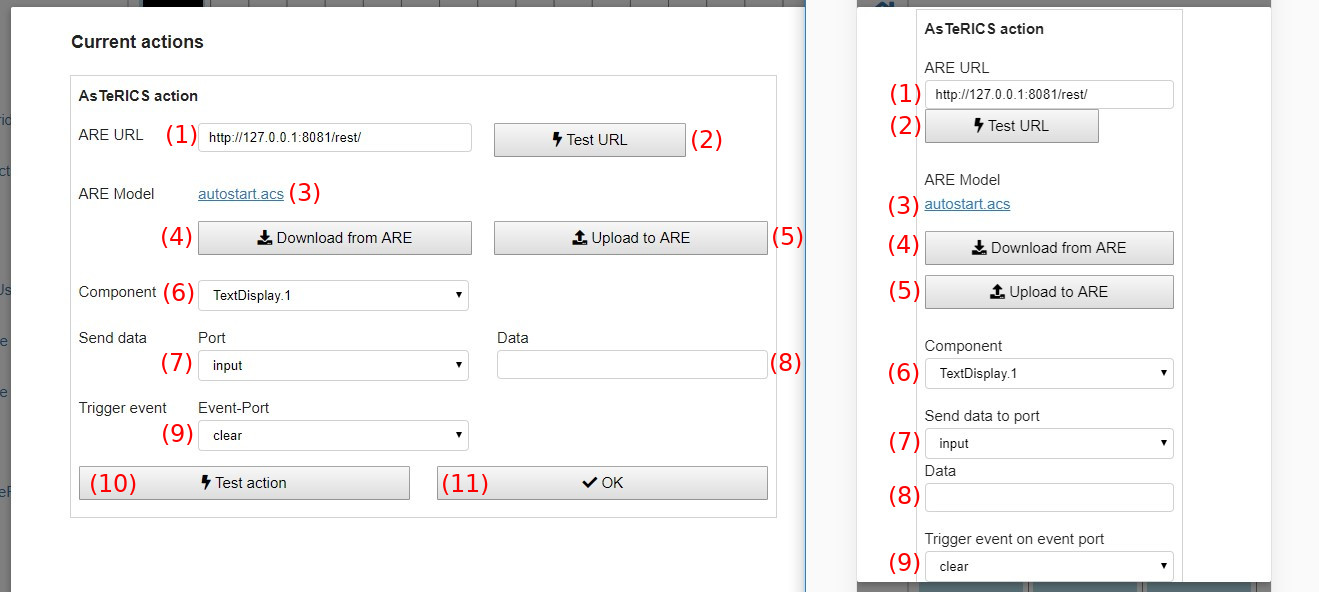 Current actions
AsTeRICS action
ARE URL (1) http://127.0.0.1:8081/rest/ Test URL (2)
ARE Model autostart.acs (3)
(4) Download from ARE Upload to ARE (5)
Component (6) TextDisplay.1
Send data Port Data
(7) input (8)
Trigger event Event-Port
(9) clear
(10) Test action (11) OK
AsTeRICS action
ARE URL
(1) http://127.0.0.1:8081/rest/
(2) Test URL
ARE Model
(3) autostart.acs
(4) Download from ARE
(5) Upload to ARE
Component
(6) TextDisplay.1
Send data to port
(7) input
Data
(8)
Trigger event on event port
(9) clear